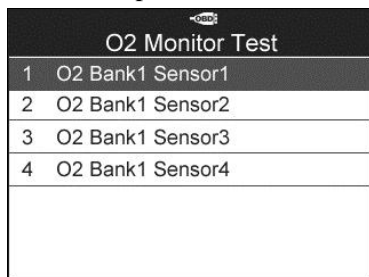 OBD
O2 Monitor Test
1 O2 Bank1 Sensor1
2 O2 Bank1 Sensor2
3 O2 Bank1 Sensor3
4 O2 Bank1 Sensor4